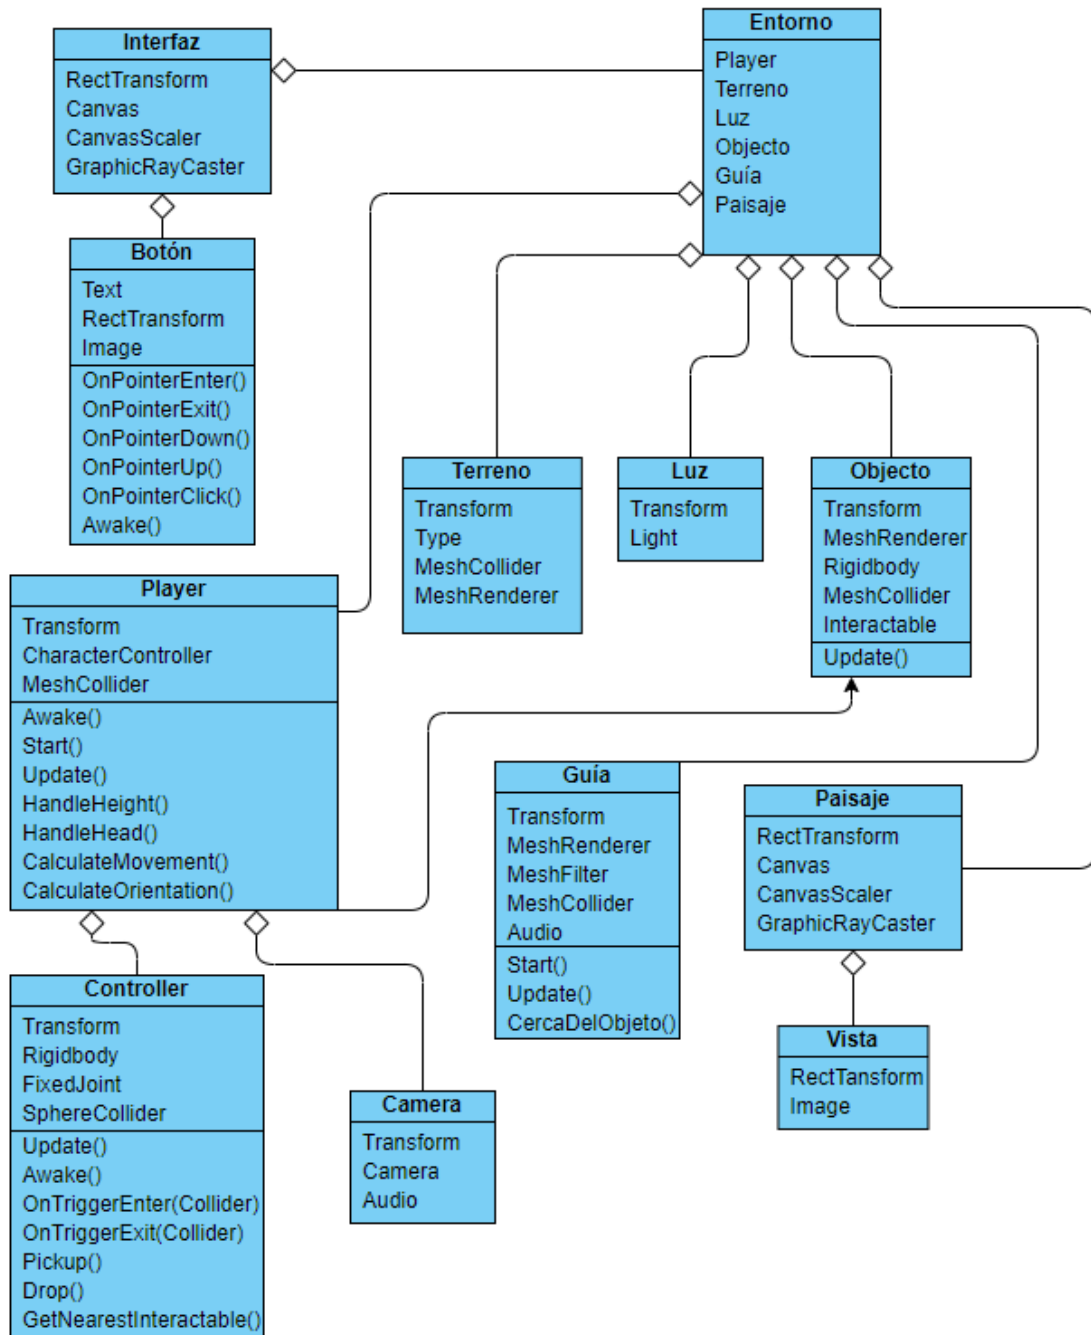 Interfaz
RectTransform
Canvas
CanvasScaler
GraphicRayCaster
Entorno
Player
Terreno
Luz
Objecto
Guía
Paisaje
Botón
Text
RectTransform
Image
OnPointerEnter()
OnPointerExit()
OnPointerDown()
OnPointerUp()
OnPointerClick()
Awake()
Terreno
Transform
Type
MeshCollider
MeshRenderer
Luz
Transform
Light
Objecto
Transform
MeshRenderer
Rigidbody
MeshCollider
Interactable
Update()
Player
Transform
CharacterController
MeshCollider
Awake()
Start()
Update()
HandleHeight()
HandleHead()
CalculateMovement()
CalculateOrientation()
Guía
Transform
MeshRenderer
MeshFilter
MeshCollider
Audio
Start()
Update()
CercaDelObjeto()
Paisaje
RectTransform
Canvas
CanvasScaler
GraphicRayCaster
Controller
Transform
Rigidbody
FixedJoint
SphereCollider
Update()
Awake()
OnTriggerEnter(Collider)
OnTriggerExit(Collider)
Pickup()
Drop()
GetNearestInteractable()
Camera
Transform
Camera
Audio
Vista
RectTansform
Image